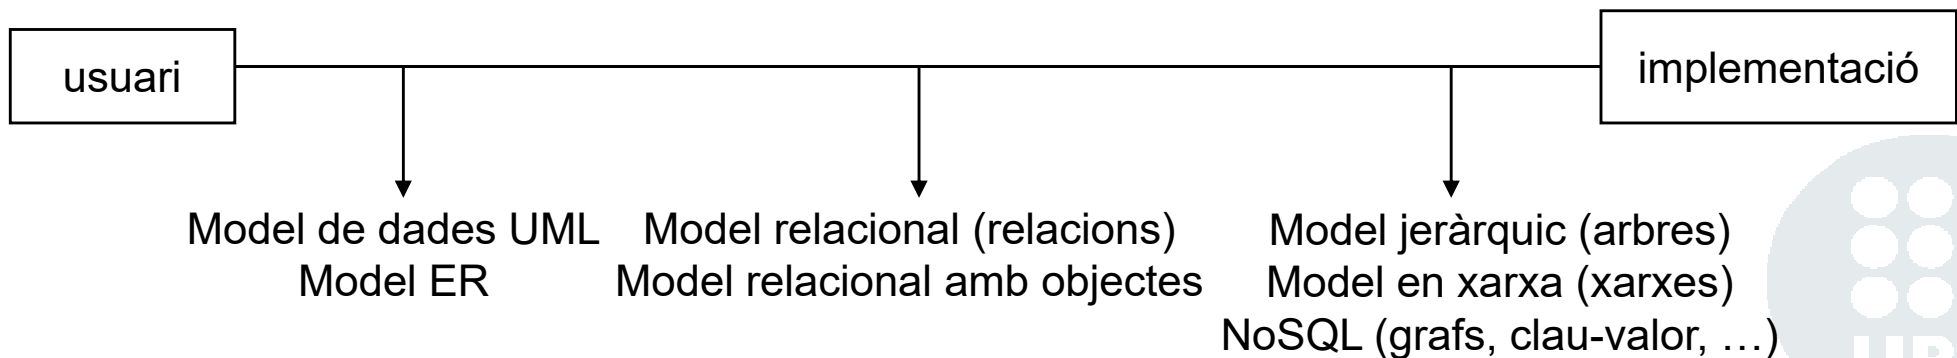 usuari
implementació
Model de dades UML
Model ER
Model relacional (relacions)
Model relacional amb objectes
Model jeràrquic (arbres)
Model en xarxa (xarxes)
NoSQL (grafs, clau-valor, …)